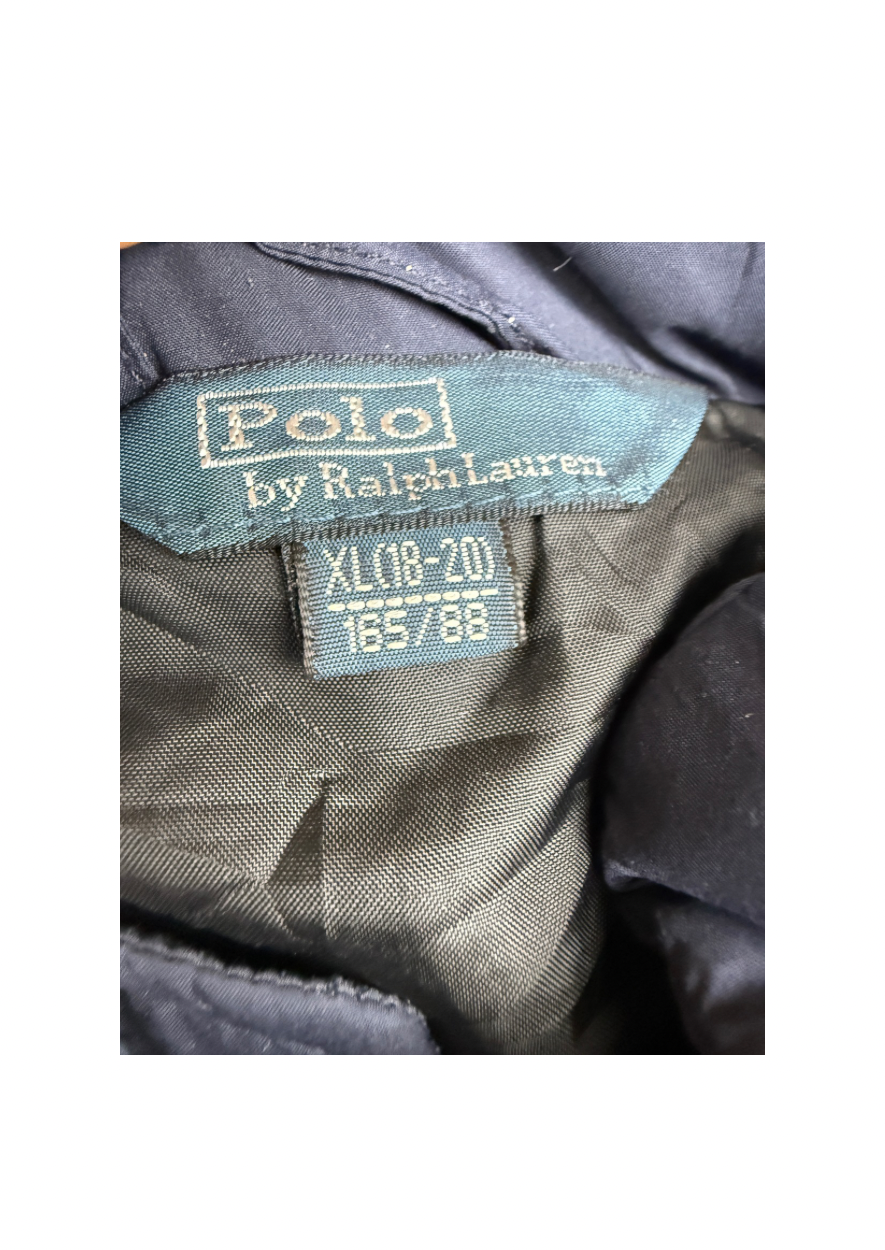 Polo
by Ralph Lauren
XL(18-20)
165/88